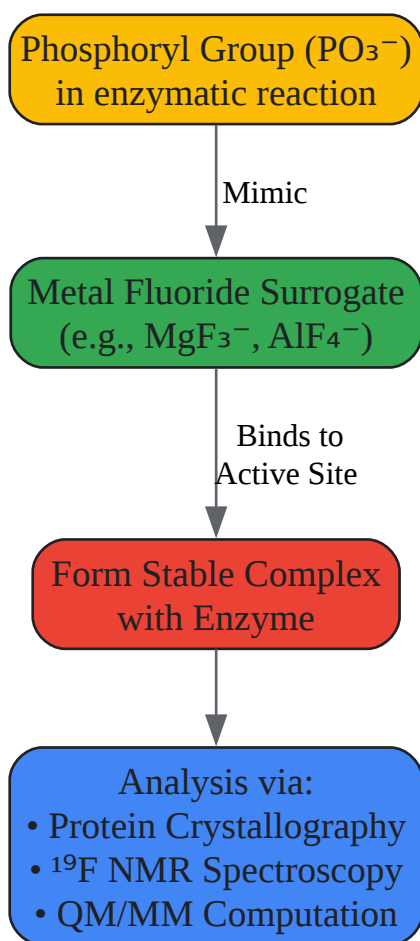 Phosphoryl Group (PO₃⁻)
in enzymatic reaction
Mimic
Metal Fluoride Surrogate
(e.g., MgF₃⁻, AlF₄⁻)
Binds to
Active Site
Form Stable Complex
with Enzyme
Analysis via:
• Protein Crystallography
• ¹⁹F NMR Spectroscopy
• QM/MM Computation